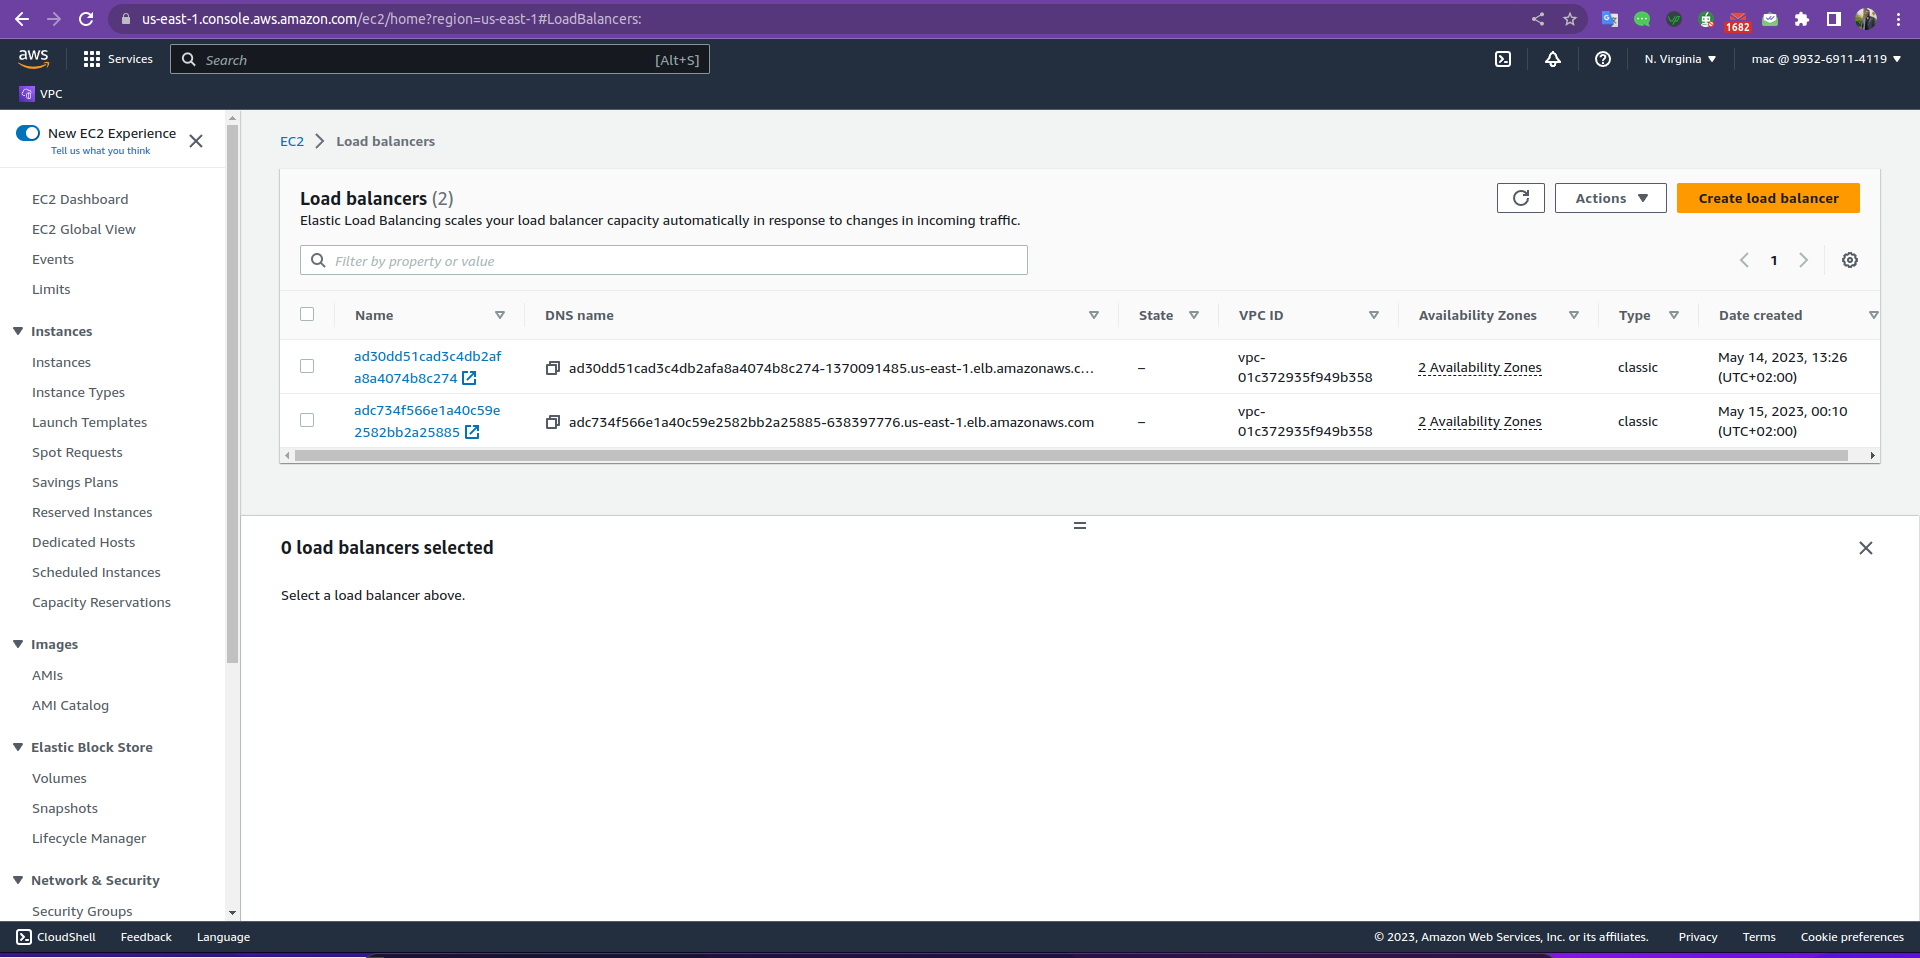 us-east-1.console.aws.amazon.com/ec2/home?region=us-east-1#LoadBalancers:
1682
aws
Services
Search
[Alt+S]
N. Virginia
mac @ 9932-6911-4119
VPC
New EC2 Experience
Tell us what you think
EC2 Dashboard
EC2 Global View
Events
Limits
Instances
Instances
Instance Types
Launch Templates
Spot Requests
Savings Plans
Reserved Instances
Dedicated Hosts
Scheduled Instances
Capacity Reservations
Images
AMIs
AMI Catalog
Elastic Block Store
Volumes
Snapshots
Lifecycle Manager
Network & Security
Security Groups
EC2 Load balancers
Load balancers (2)
Elastic Load Balancing scales your load balancer capacity automatically in response to changes in incoming traffic.
Actions
Create load balancer
Filter by property or value
1
Name DNS name State VPC ID Availability Zones Type Date created
ad30dd51cad3c4db2af
a8a4074b8c274
ad30dd51cad3c4db2afa8a4074b8c274-1370091485.us-east-1.elb.amazonaws.c...
–
vpc-
01c372935f949b358
2 Availability Zones
classic
May 14, 2023, 13:26
(UTC+02:00)
adc734f566e1a40c59e
2582bb2a25885
adc734f566e1a40c59e2582bb2a25885-638397776.us-east-1.elb.amazonaws.com
–
vpc-
01c372935f949b358
2 Availability Zones
classic
May 15, 2023, 00:10
(UTC+02:00)
0 load balancers selected
Select a load balancer above.
CloudShell
Feedback
Language
© 2023, Amazon Web Services, Inc. or its affiliates.
Privacy
Terms
Cookie preferences